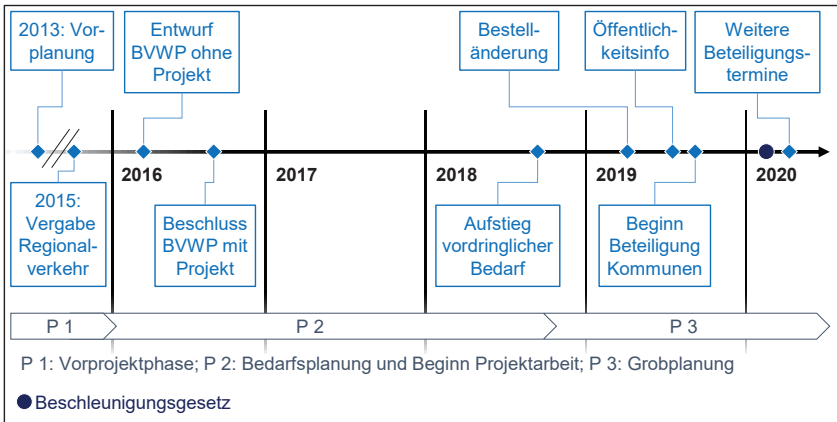 2013: Vor-
planung
Entwurf
BVWP ohne
Projekt
Bestell-
änderung
Öffentlich-
keitsinfo
Weitere
Beteiligungs-
termine
2016
2017
2018
2019
2020
2015:
Vergabe
Regional-
verkehr
Beschluss
BVWP mit
Projekt
Aufstieg
vordringlicher
Bedarf
Beginn
Beteiligung
Kommunen
P 1
P 2
P 3
P 1: Vorprojektphase; P 2: Bedarfsplanung und Beginn Projektarbeit; P 3: Grobplanung
Beschleunigungsgesetz